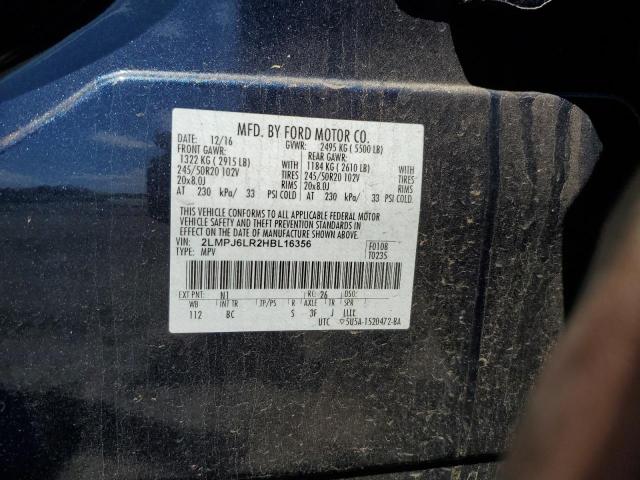 MFD. BY FORD MOTOR CO.
DATE: 12/16 GVWR: 2495 KG ( 5500 LB)
FRONT GAWR: REAR GAWR:
1322 KG ( 2915 LB) WITH 1184 KG ( 2610 LB) WITH
245/50R20 102V TIRES 245/50R20 102V TIRES
20x8.0J RIMS 20x8.0J RIMS
AT 230 kPa/ 33 PSI COLD AT 230 kPa/ 33 PSI COLD
THIS VEHICLE CONFORMS TO ALL APPLICABLE FEDERAL MOTOR
VEHICLE SAFETY AND THEFT PREVENTION STANDARDS IN
EFFECT ON THE DATE OF MANUFACTURE SHOWN ABOVE.
VIN: 2LMPJ6LR2HBL16356 F0108
TYPE: MPV T0235
EXT PNT: N1 RC: 26 DSO:
WB INT TR TP/PS R AXLE TR SPR
112 BC S 3F J
UTC 5U5A-1520472-BA